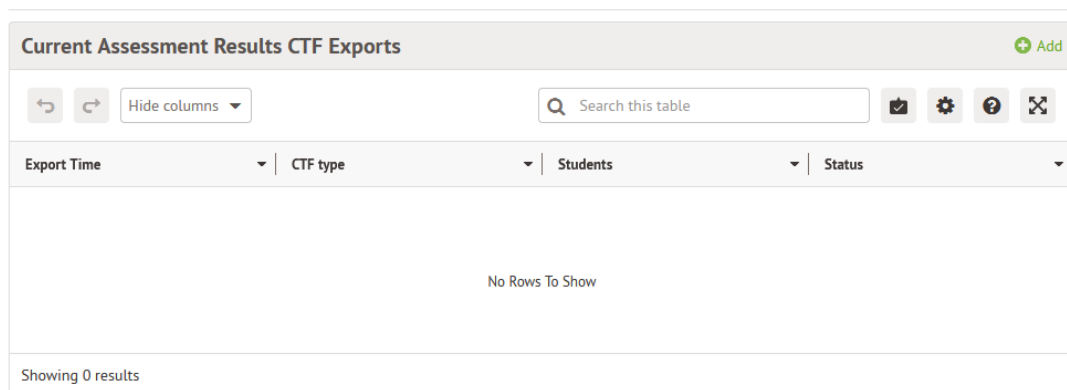 Current Assessment Results CTF Exports Add
Hide columns Search this table
Export Time CTF type Students Status
No Rows To Show
Showing 0 results